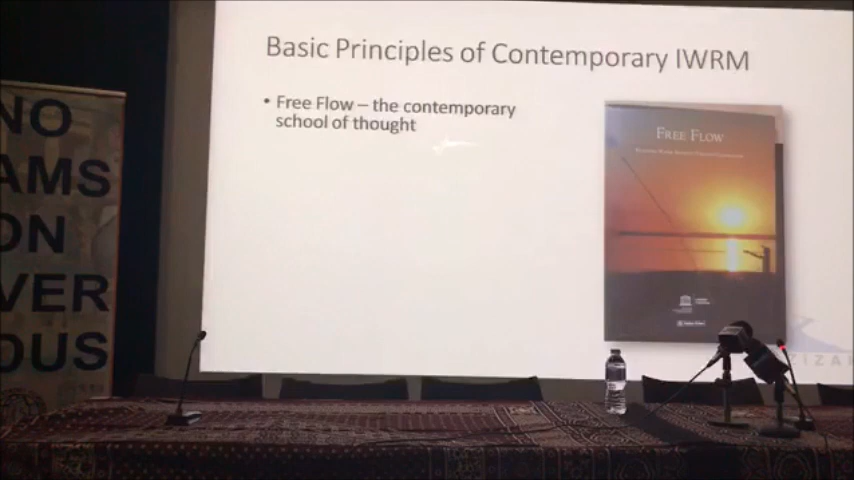 Basic Principles of Contemporary IWRM
• Free Flow – the contemporary
school of thought
FREE FLOW
NO
AMS
ON
VER
OUS
ZIZA